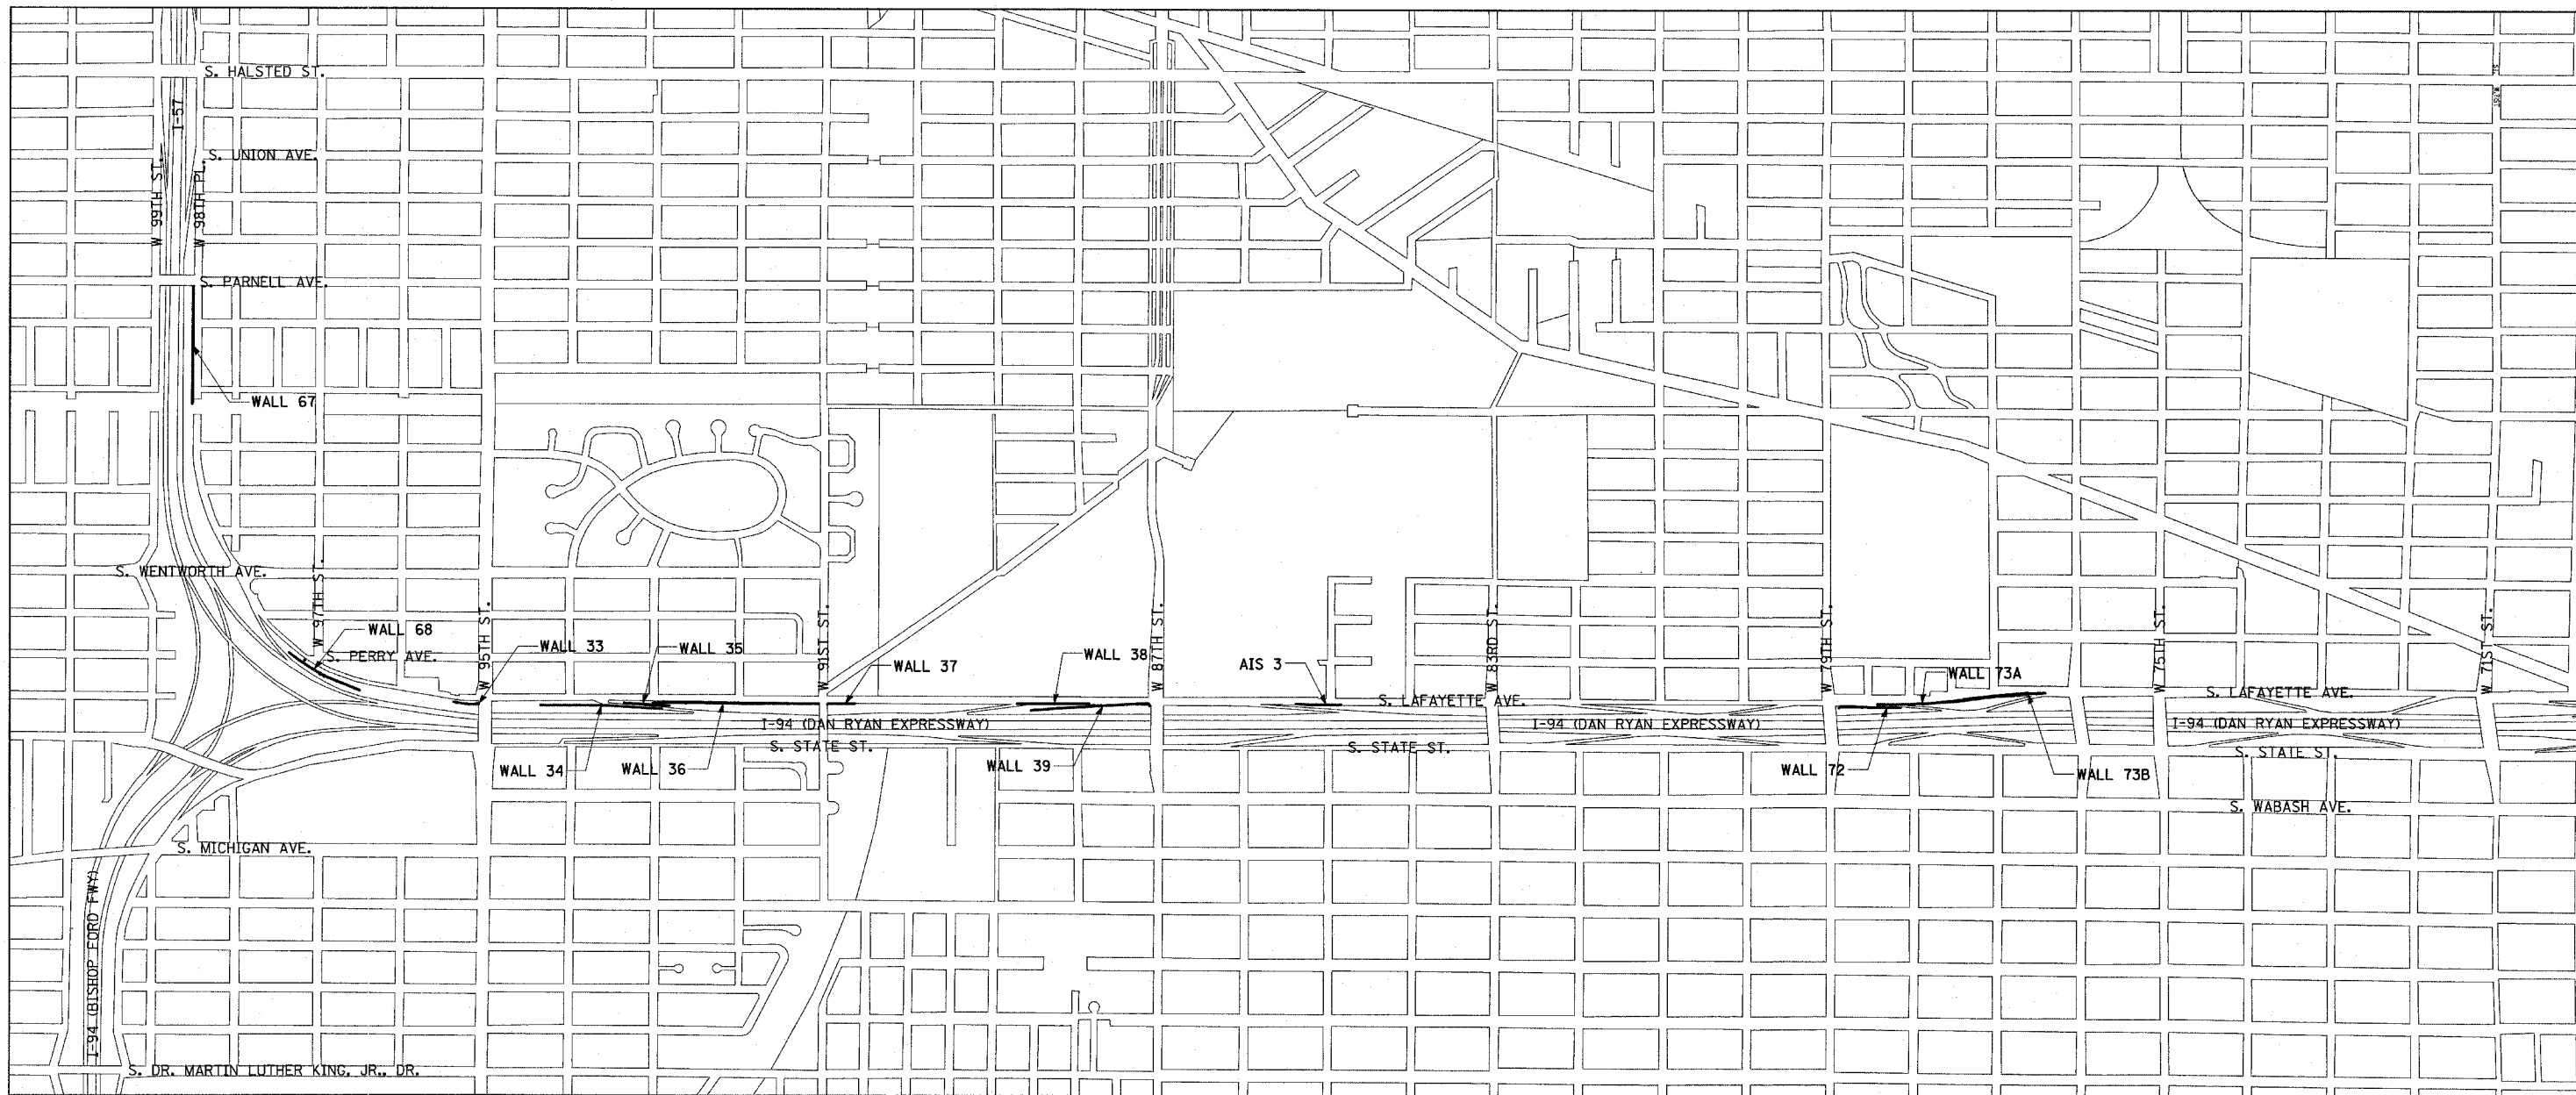 S. HALSTED ST.
I-57
S. UNION AVE.
W 99TH ST.
W 98TH PL.
S. PARNELL AVE.
WALL 67
S. WENTWORTH AVE.
W 97TH ST.
WALL 68
S. PERRY AVE.
W 95TH ST.
WALL 33
WALL 35
W 91ST ST.
WALL 37
WALL 38
W 87TH ST.
AIS 3
W 83RD ST.
W 79TH ST.
WALL 73A
W 75TH ST.
W 71ST ST.
S. LAFAYETTE AVE.
S. LAFAYETTE AVE.
I-94 (DAN RYAN EXPRESSWAY)
I-94 (DAN RYAN EXPRESSWAY)
I-94 (DAN RYAN EXPRESSWAY)
S. STATE ST.
S. STATE ST.
S. STATE ST.
WALL 34
WALL 36
WALL 39
WALL 72
WALL 73B
S. WABASH AVE.
S. MICHIGAN AVE.
I-94 (BISHOP FORD FWY)
S. DR. MARTIN LUTHER KING, JR., DR.